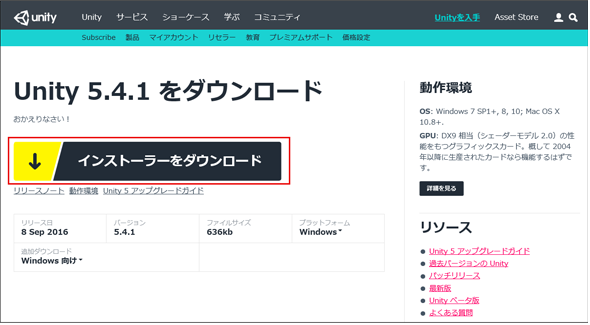 unity
Unity サービス ショーケース 学ぶ コミュニティ Unityを入手 Asset Store
Subscribe 製品 マイアカウント リセラー 教育 プレミアムサポート 価格設定
Unity 5.4.1 をダウンロード
おかえりなさい！
インストーラーをダウンロード
リリースノート 動作環境 Unity 5 アップグレードガイド
リリース日 バージョン ファイルサイズ プラットフォーム
8 Sep 2016 5.4.1 636kb Windows
追加ダウンロード
Windows 向け
動作環境
OS: Windows 7 SP1+, 8, 10; Mac OS X
10.8+.
GPU: DX9 相当（シェーダーモデル 2.0）の性
能をもつグラフィックスカード。概して 2004
年以降に生産されたカードなら機能するはずで
す。
詳細を見る
リソース
Unity 5 アップグレードガイド
過去バージョンの Unity
パッチリリース
最新版
Unity ベータ版
よくある質問